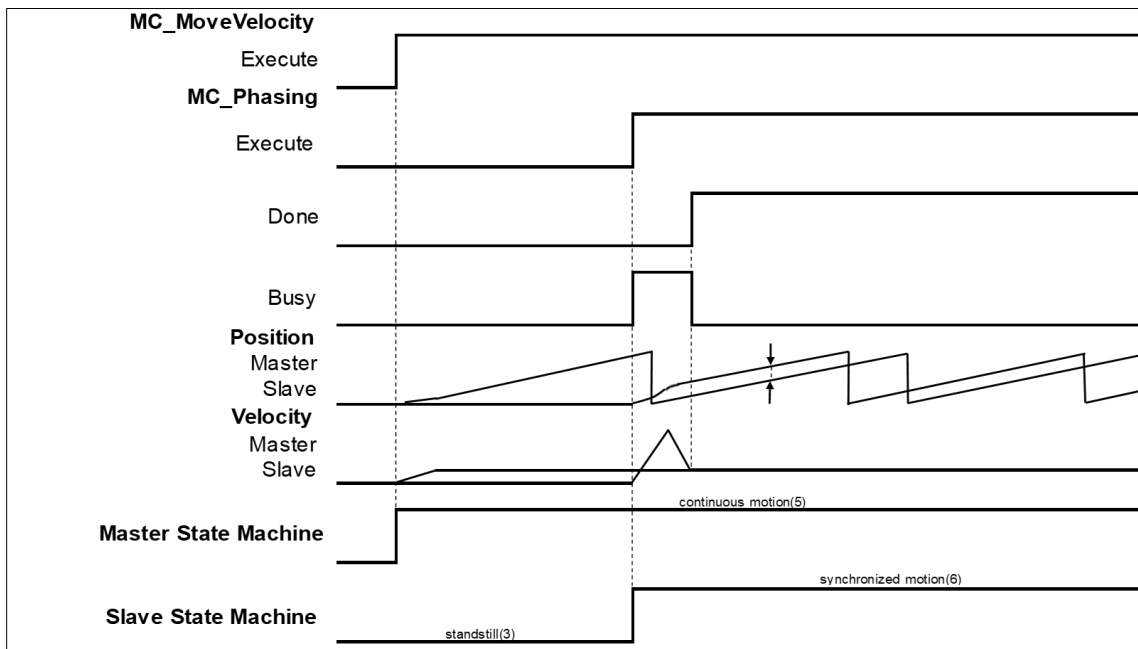 MC_MoveVelocity
Execute
MC_Phasing
Execute
Done
Busy
Position
Master
Slave
Velocity
Master
Slave
continuous motion(5)
Master State Machine
synchronized motion(6)
Slave State Machine
standstill(3)